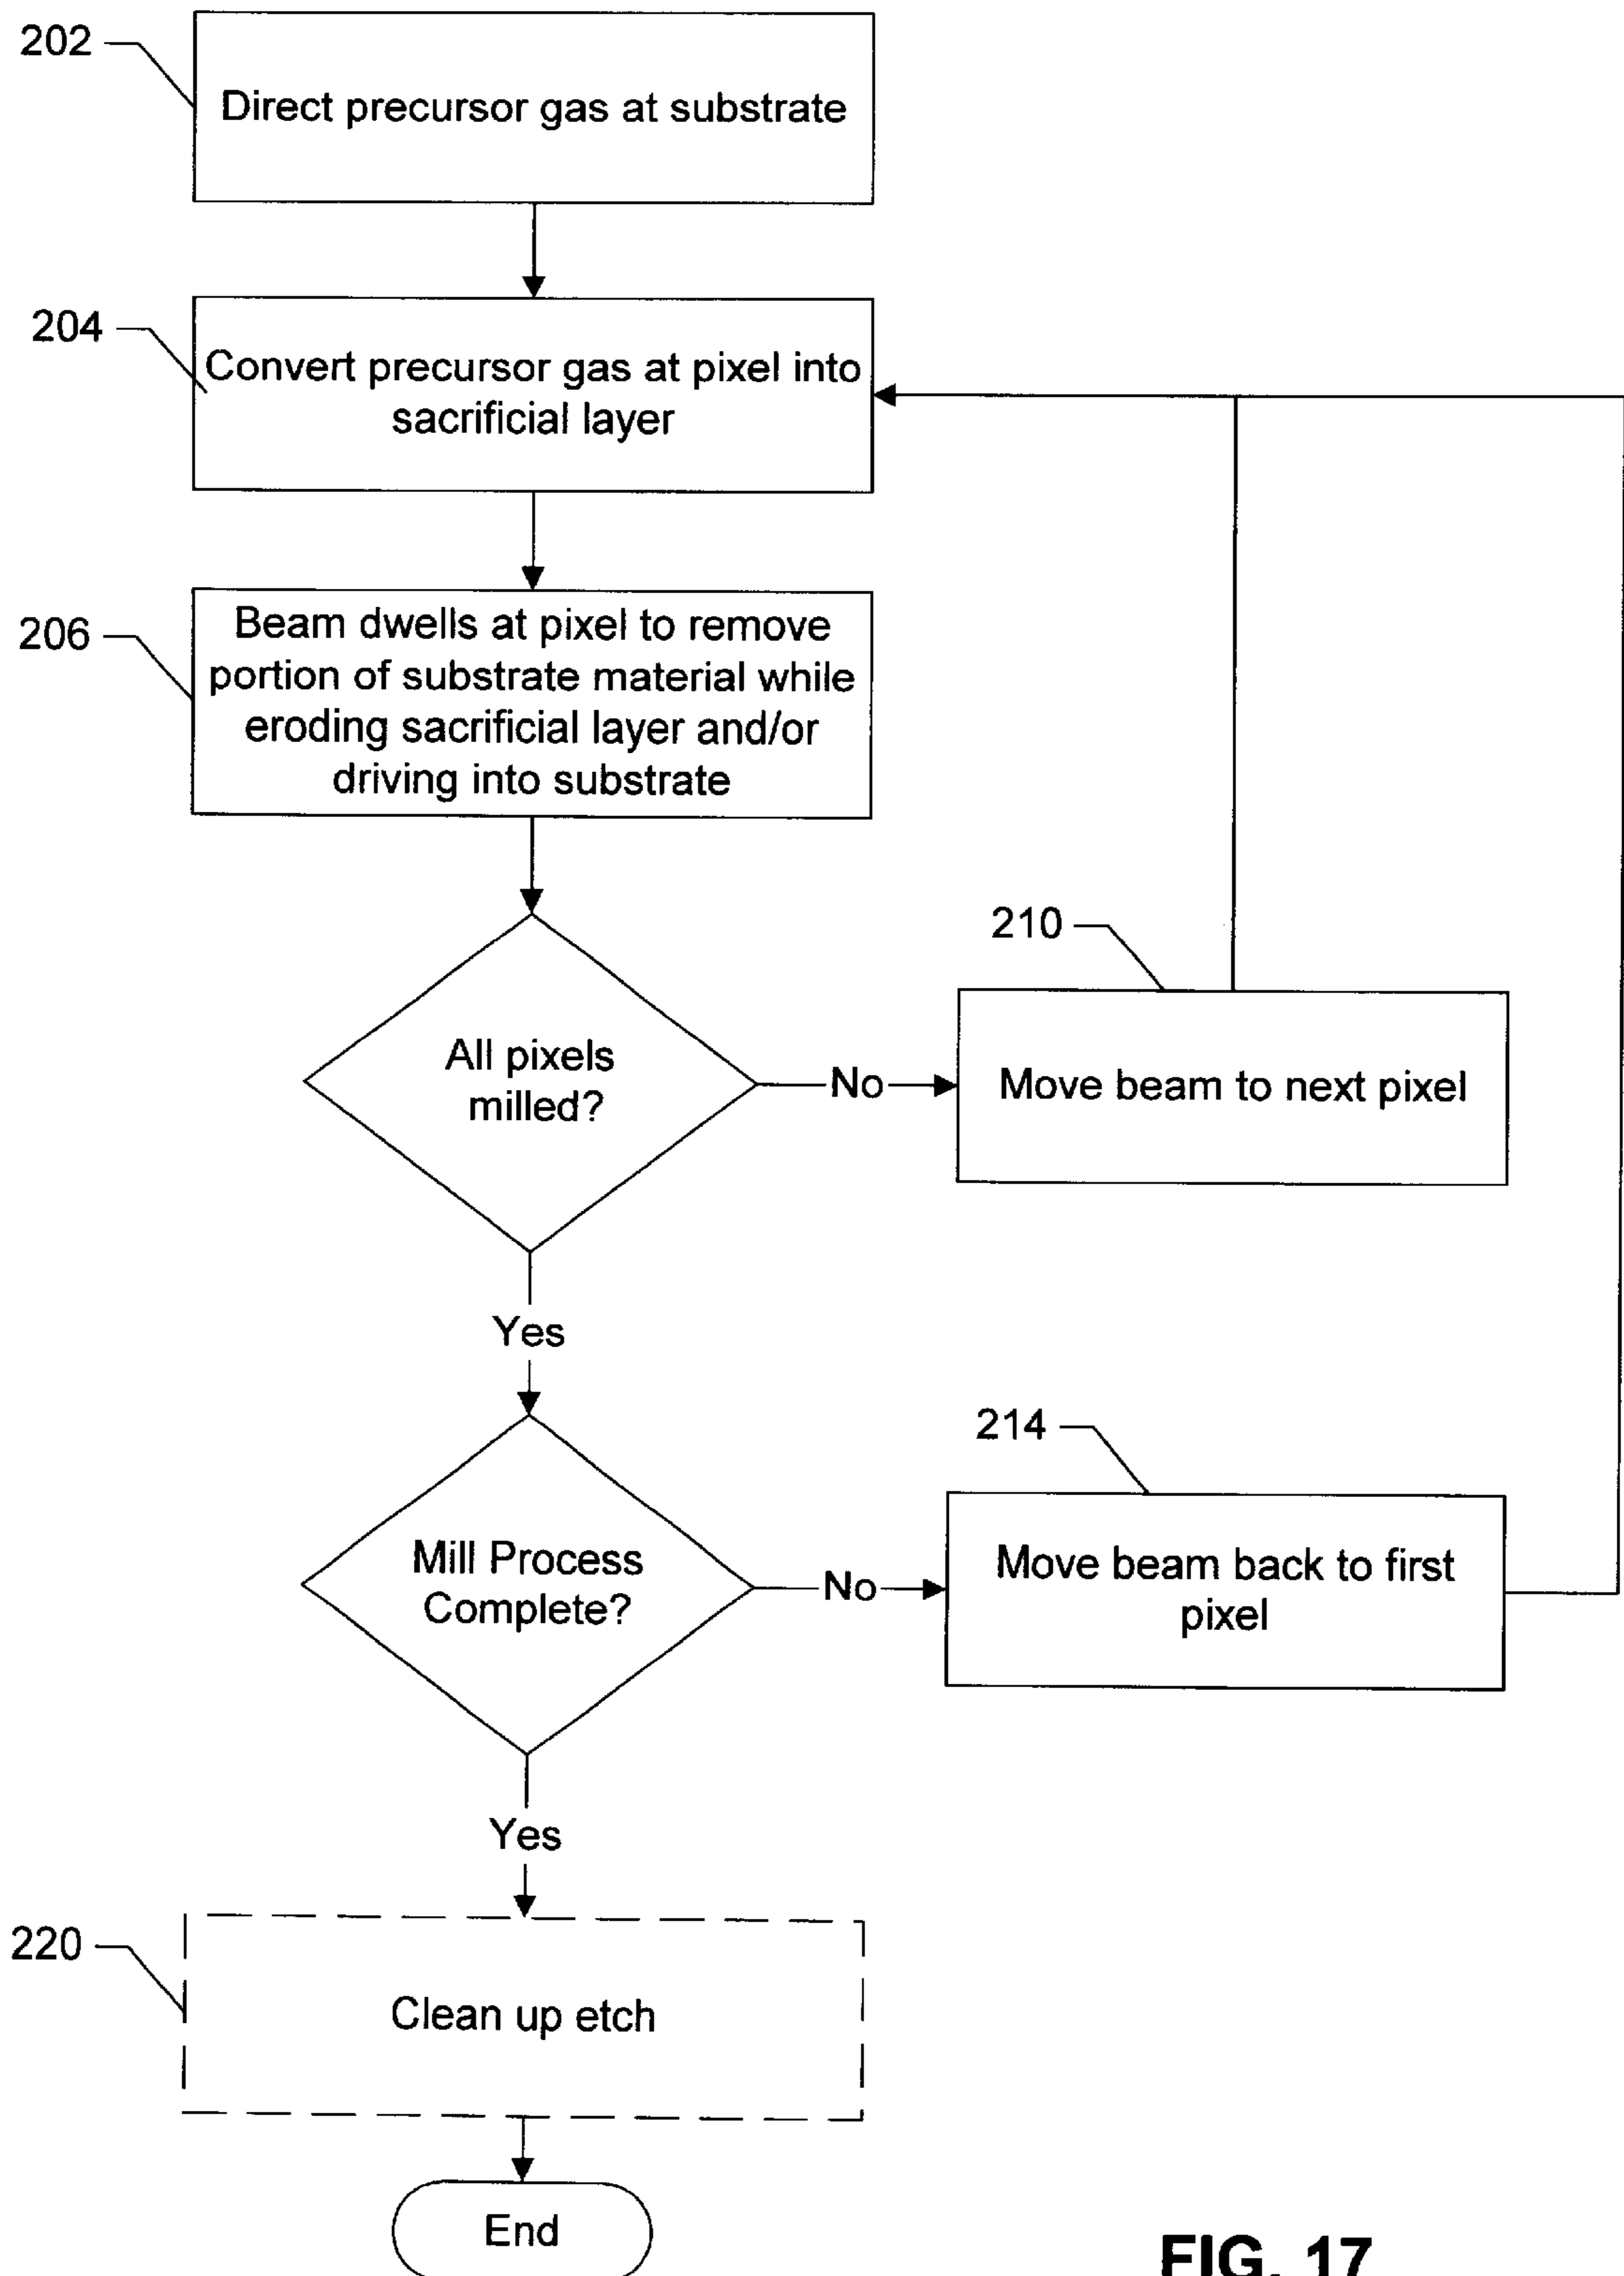 202
Direct precursor gas at substrate
204
Convert precursor gas at pixel into
sacrificial layer
206
Beam dwells at pixel to remove
portion of substrate material while
eroding sacrificial layer and/or
driving into substrate
210
All pixels
milled?
No
Move beam to next pixel
Yes
214
Mill Process
Complete?
No
Move beam back to first
pixel
Yes
220
Clean up etch
End
FIG. 17